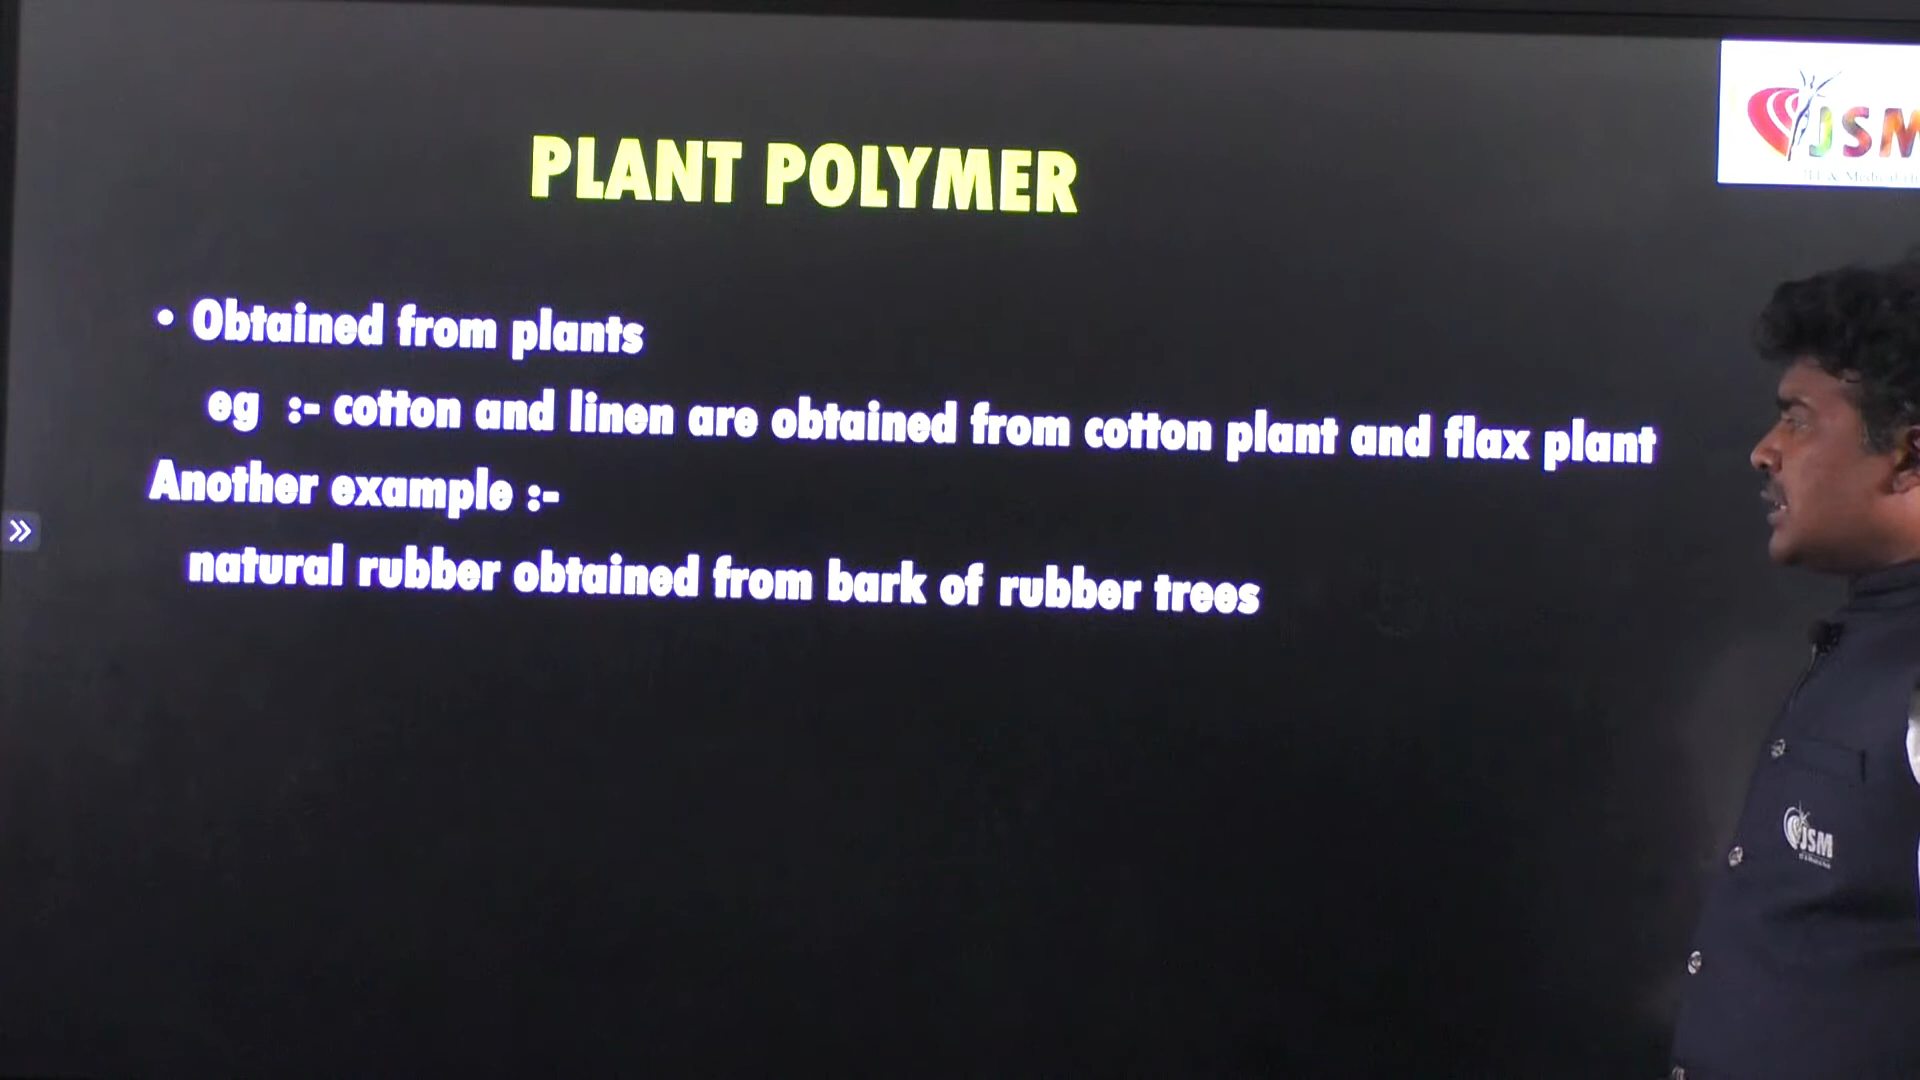 PLANT POLYMER
JSM
• Obtained from plants
eg :- cotton and linen are obtained from cotton plant and flax plant
Another example :-
natural rubber obtained from bark of rubber trees
JSM